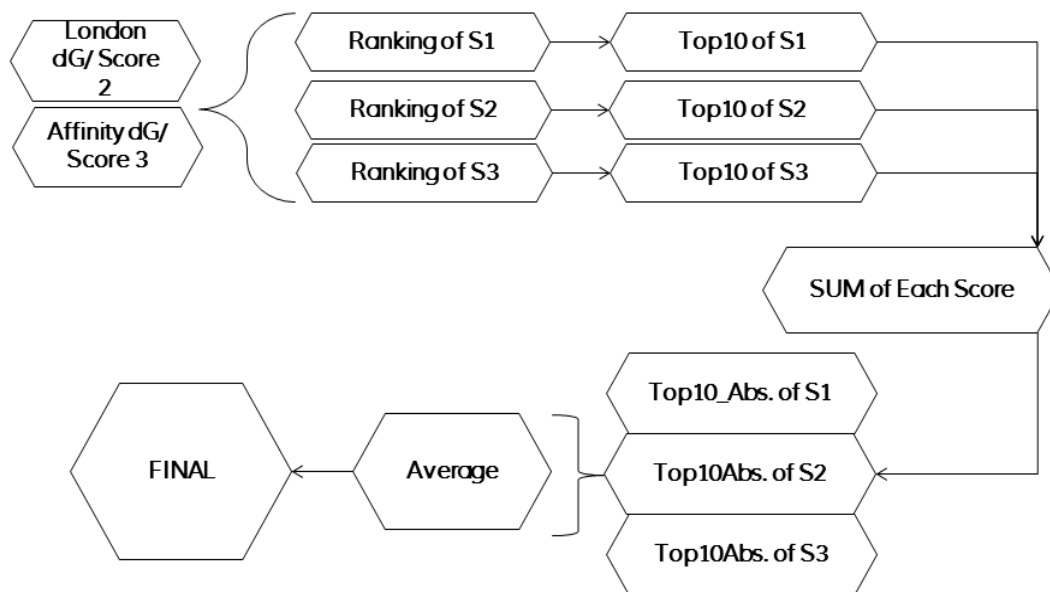 London
dG/ Score
2
Affinity dG/
Score 3
Ranking of S1
Top10 of S1
Ranking of S2
Top10 of S2
Ranking of S3
Top10 of S3
SUM of Each Score
Top10_Abs. of S1
FINAL
Average
Top10Abs. of S2
Top10Abs. of S3